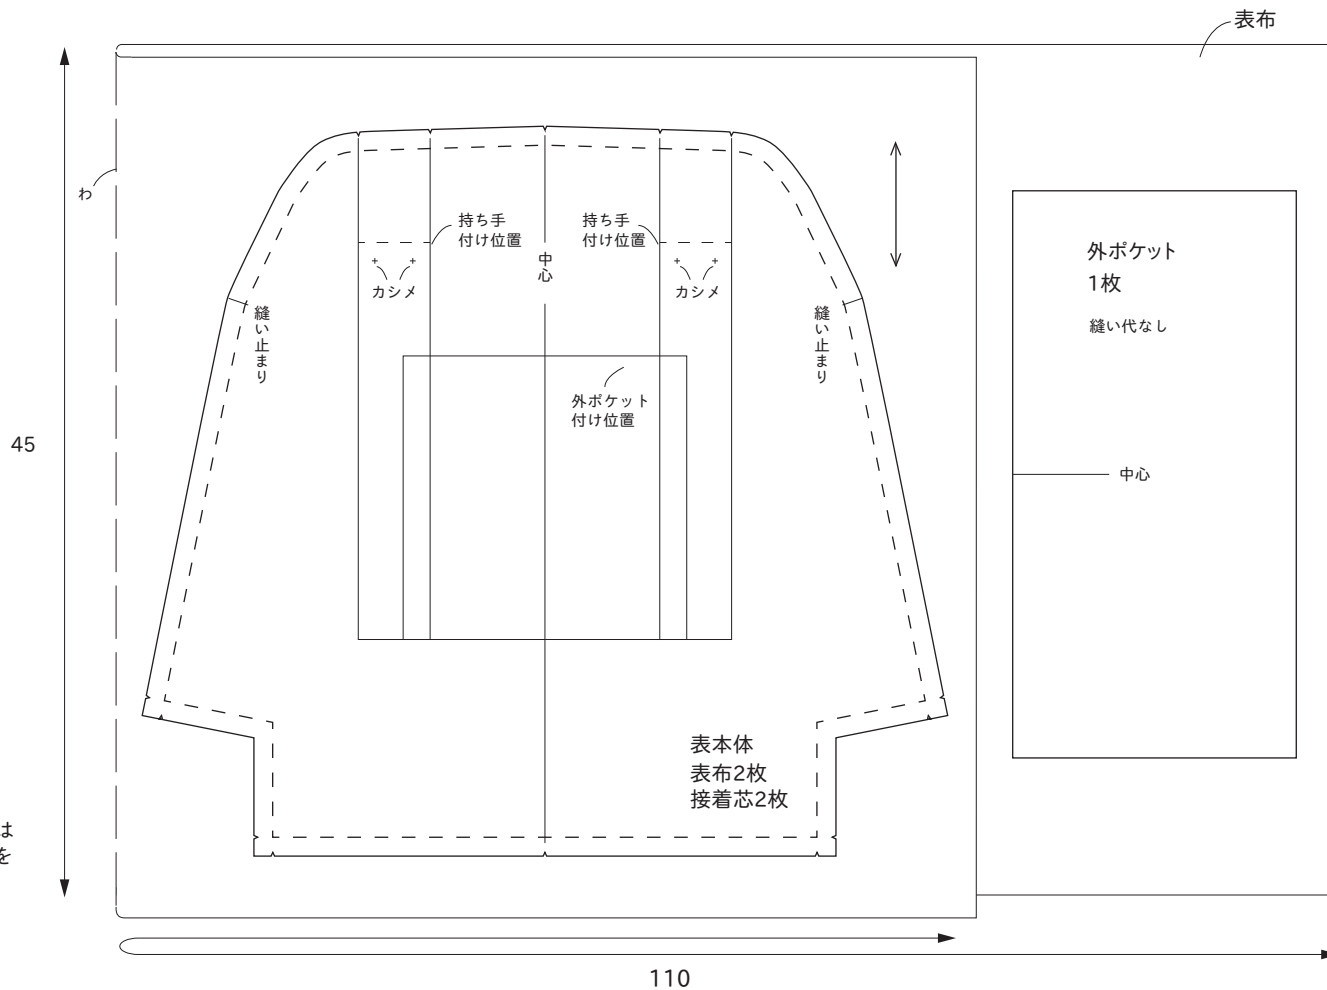 表布
わ
持ち手
付け位置
持ち手
付け位置
中心
カシメ
カシメ
縫い止まり
縫い止まり
外ポケット
付け位置
外ポケット
1枚
縫い代なし
中心
45
表本体
表布2枚
接着芯2枚
は
を
110